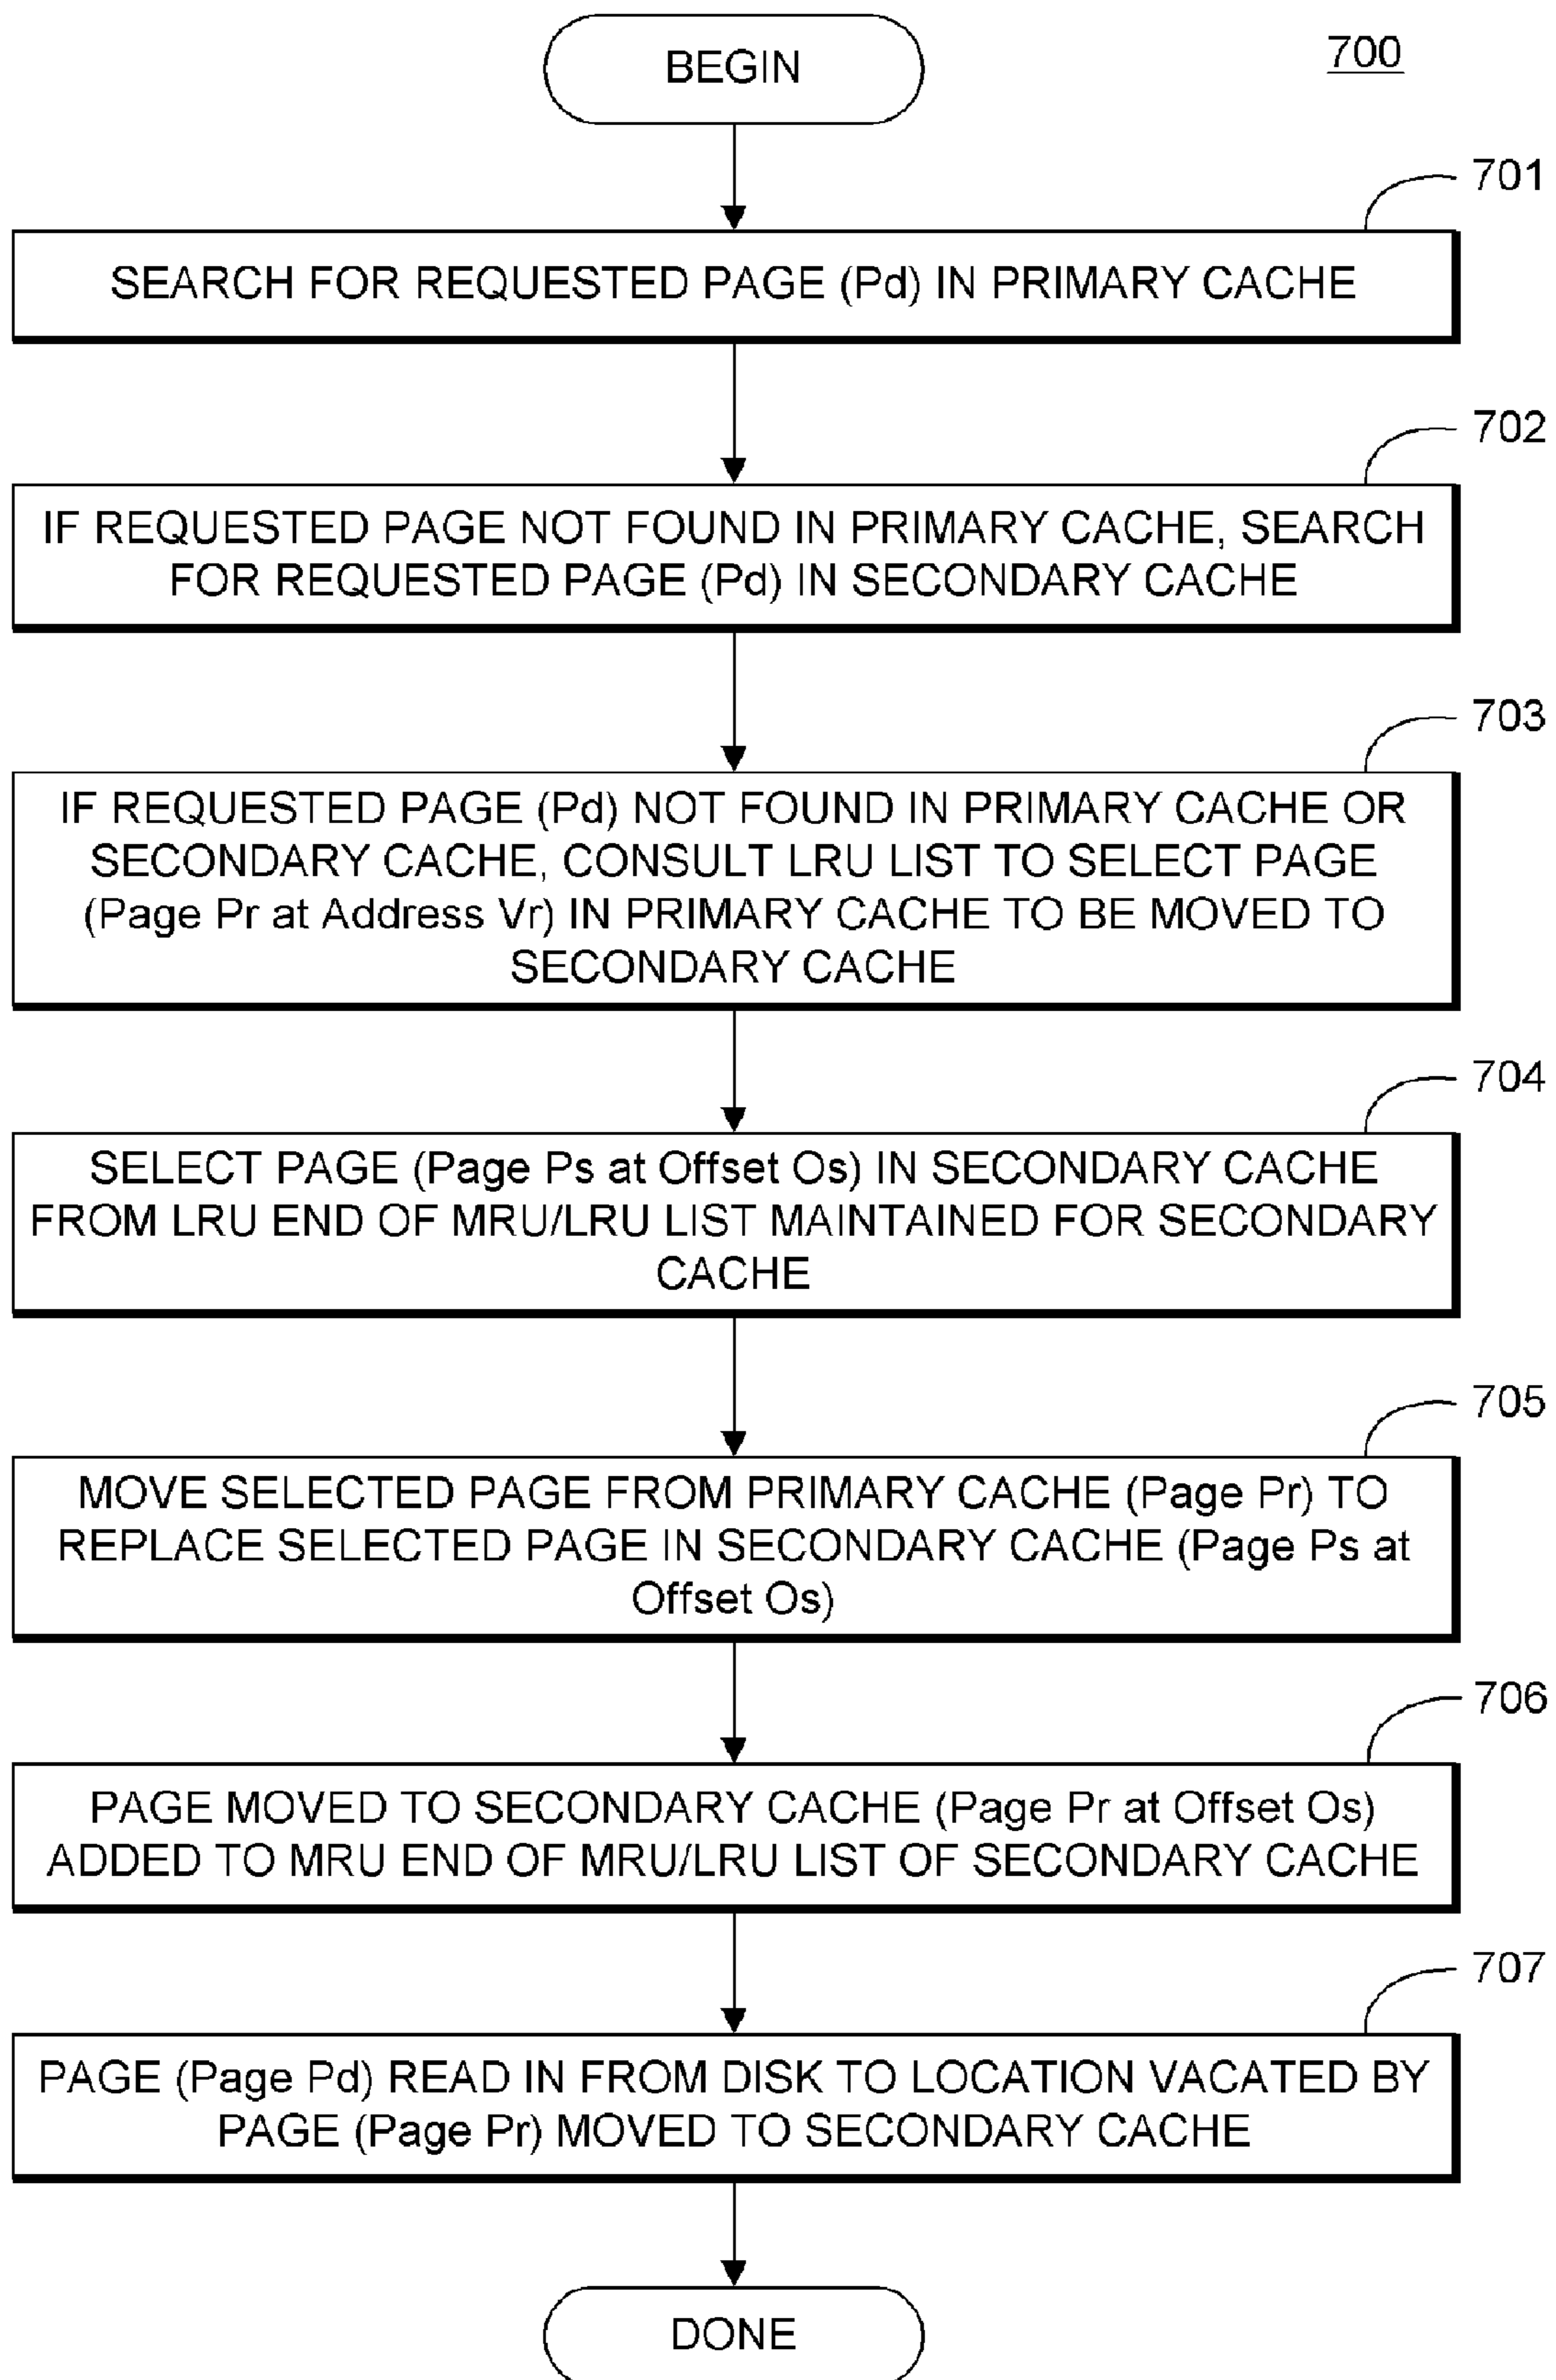 BEGIN
700
701
SEARCH FOR REQUESTED PAGE (Pd) IN PRIMARY CACHE
702
IF REQUESTED PAGE NOT FOUND IN PRIMARY CACHE, SEARCH
FOR REQUESTED PAGE (Pd) IN SECONDARY CACHE
703
IF REQUESTED PAGE (Pd) NOT FOUND IN PRIMARY CACHE OR
SECONDARY CACHE, CONSULT LRU LIST TO SELECT PAGE
(Page Pr at Address Vr) IN PRIMARY CACHE TO BE MOVED TO
SECONDARY CACHE
704
SELECT PAGE (Page Ps at Offset Os) IN SECONDARY CACHE
FROM LRU END OF MRU/LRU LIST MAINTAINED FOR SECONDARY
CACHE
705
MOVE SELECTED PAGE FROM PRIMARY CACHE (Page Pr) TO
REPLACE SELECTED PAGE IN SECONDARY CACHE (Page Ps at
Offset Os)
706
PAGE MOVED TO SECONDARY CACHE (Page Pr at Offset Os)
ADDED TO MRU END OF MRU/LRU LIST OF SECONDARY CACHE
707
PAGE (Page Pd) READ IN FROM DISK TO LOCATION VACATED BY
PAGE (Page Pr) MOVED TO SECONDARY CACHE
DONE